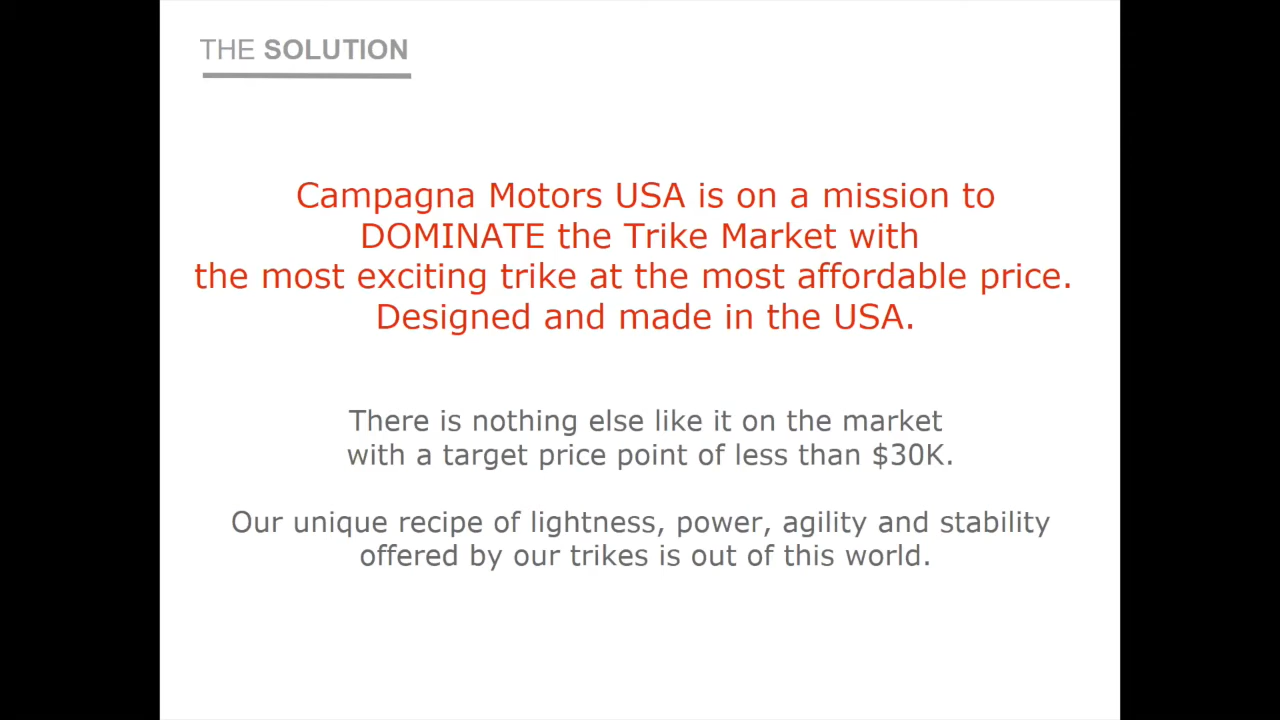 THE SOLUTION
Campagna Motors USA is on a mission to
DOMINATE the Trike Market with
the most exciting trike at the most affordable price.
Designed and made in the USA.
There is nothing else like it on the market
with a target price point of less than $30K.
Our unique recipe of lightness, power, agility and stability
offered by our trikes is out of this world.